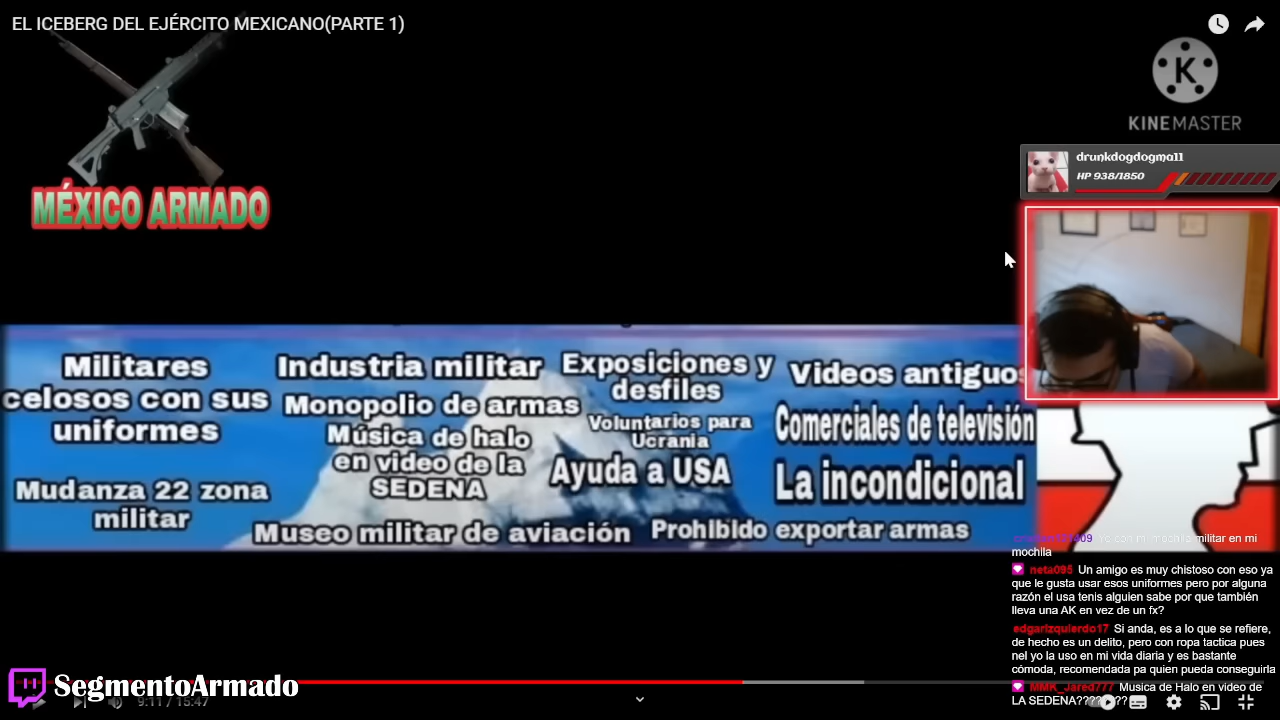 EL ICEBERG DEL EJÉRCITO MEXICANO(PARTE 1)
K
KINEMASTER
MÉXICO ARMADO
drunkdogdogmall
HP 938/1850
Militares
celosos con sus
uniformes
Mudanza 22 zona
militar
Industria militar
Monopolio de armas
Música de halo
en video de la
SEDENA
Museo militar de aviación
Exposiciones y
desfiles
Voluntarios para
Ucrania
Ayuda a USA
Prohibido exportar armas
Videos antiguos
Comerciales de televisión
La incondicional
Yo con mi mochila militar en mi
mochila
neta095 Un amigo es muy chistoso con eso ya
que le gusta usar esos uniformes pero por alguna
razón el usa tenis alguien sabe por que también
lleva una AK en vez de un fx?
edgarizquierdo17 Si anda, es a lo que se refiere,
de hecho es un delito, pero con ropa tactica pues
nel yo la uso en mi vida diaria y es bastante
cómoda, recomendada pa quien pueda conseguirla
MMK_Jared777 Musica de Halo en video de
LA SEDENA????
SegmentoArmado
9:11 / 15:47